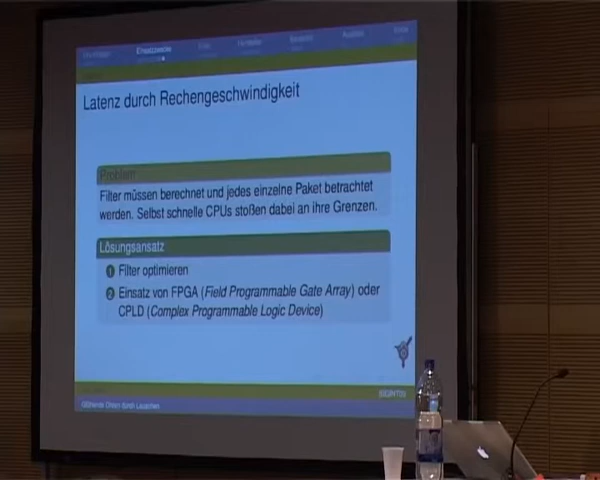 Einsatzzwecke
Latenz durch Rechengeschwindigkeit
Problem
Filter müssen berechnet und jedes einzelne Paket betrachtet
werden. Selbst schnelle CPUs stoßen dabei an ihre Grenzen.
Lösungsansatz
1 Filter optimieren
2 Einsatz von FPGA (Field Programmable Gate Array) oder
CPLD (Complex Programmable Logic Device)